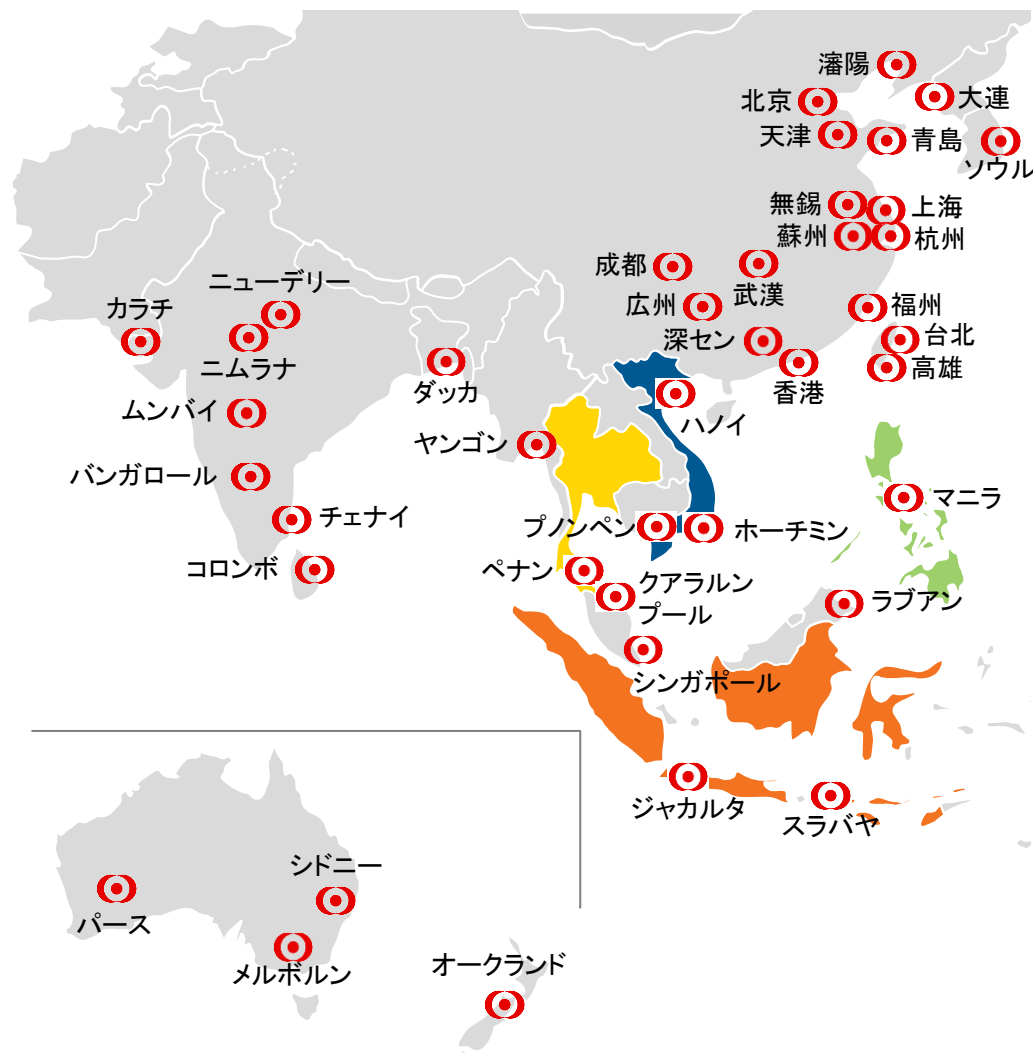 瀋陽
北京
大連
天津
青島
ソウル
無錫
上海
蘇州
杭州
成都
武漢
ニューデリー
カラチ
広州
福州
ニムラナ
深セン
台北
ダッカ
香港
高雄
ムンバイ
ハノイ
ヤンゴン
バンガロール
マニラ
チェナイ
プノンペン
ホーチミン
コロンボ
ペナン
クアラルン
プール
ラブアン
シンガポール
ジャカルタ
スラバヤ
シドニー
パース
メルボルン
オークランド